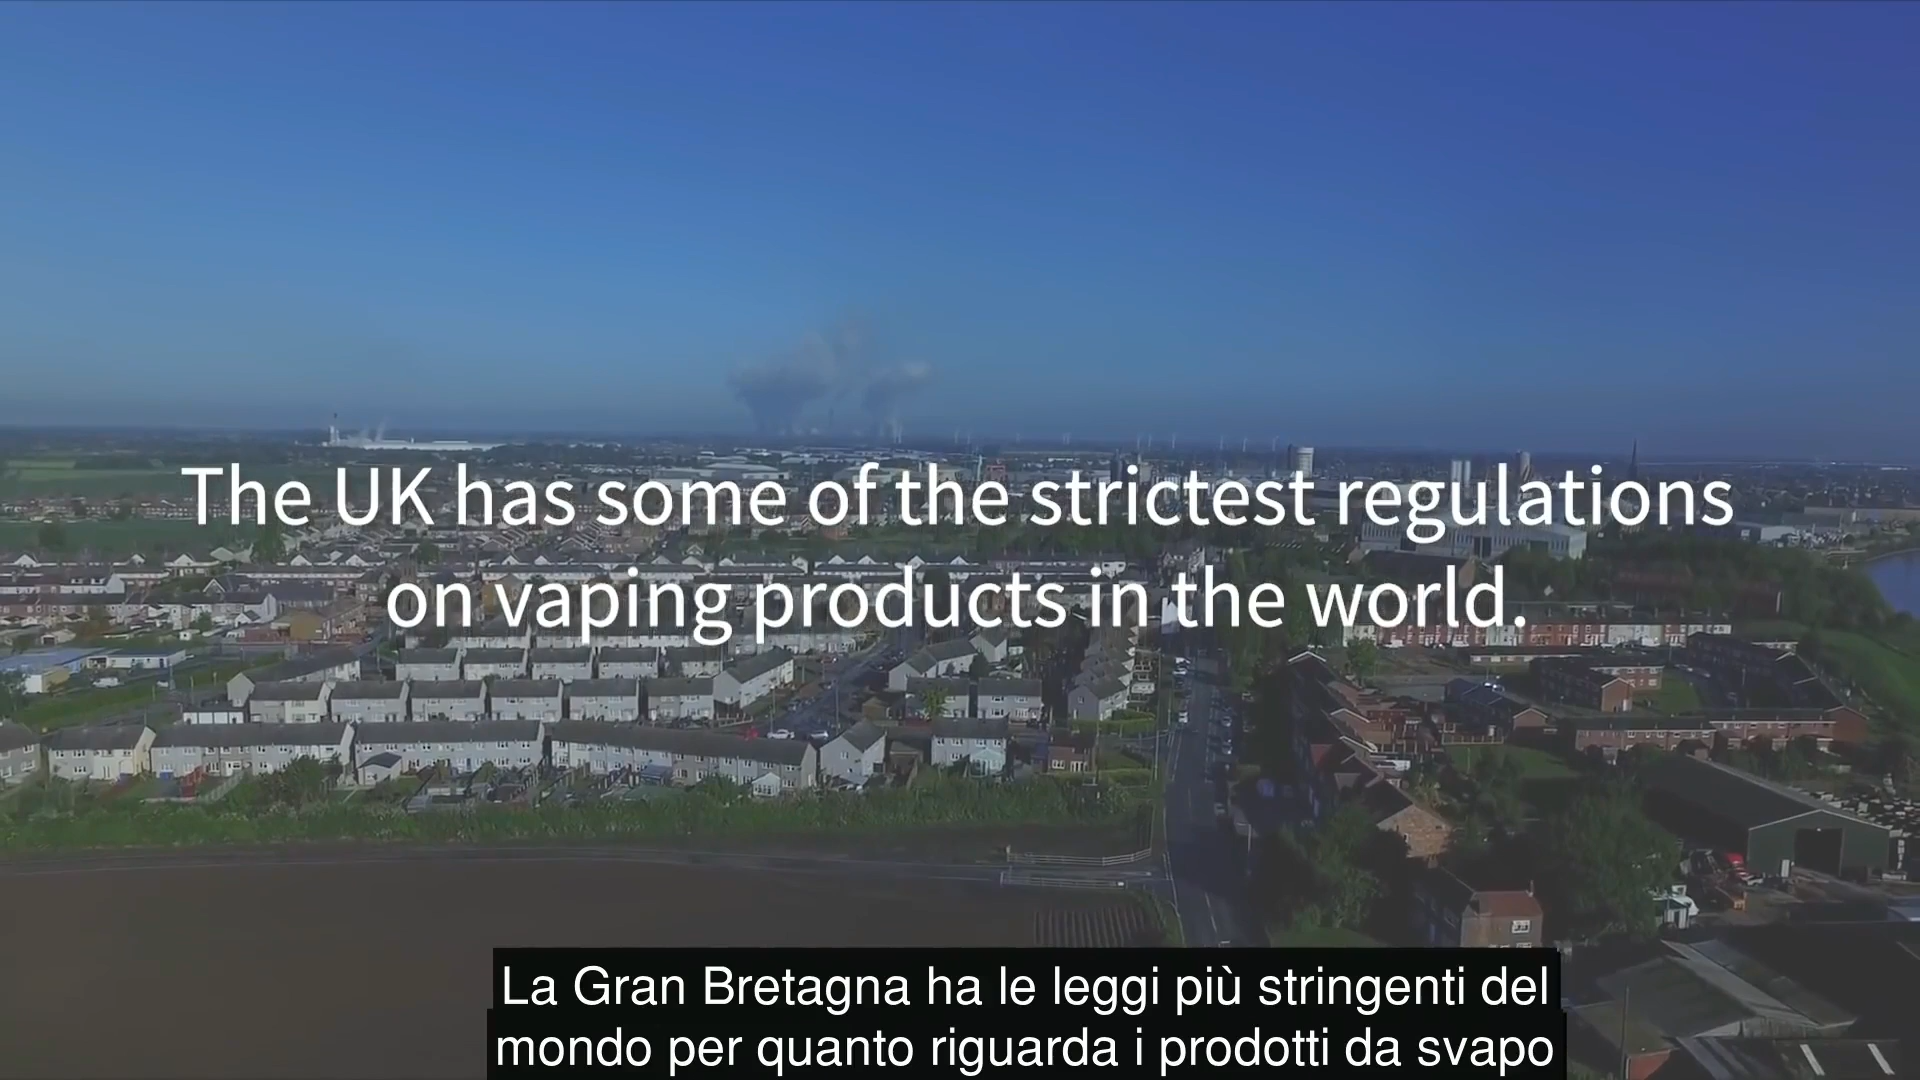 The UK has some of the strictest regulations
on vaping products in the world.
La Gran Bretagna ha le leggi più stringenti del
mondo per quanto riguarda i prodotti da svapo